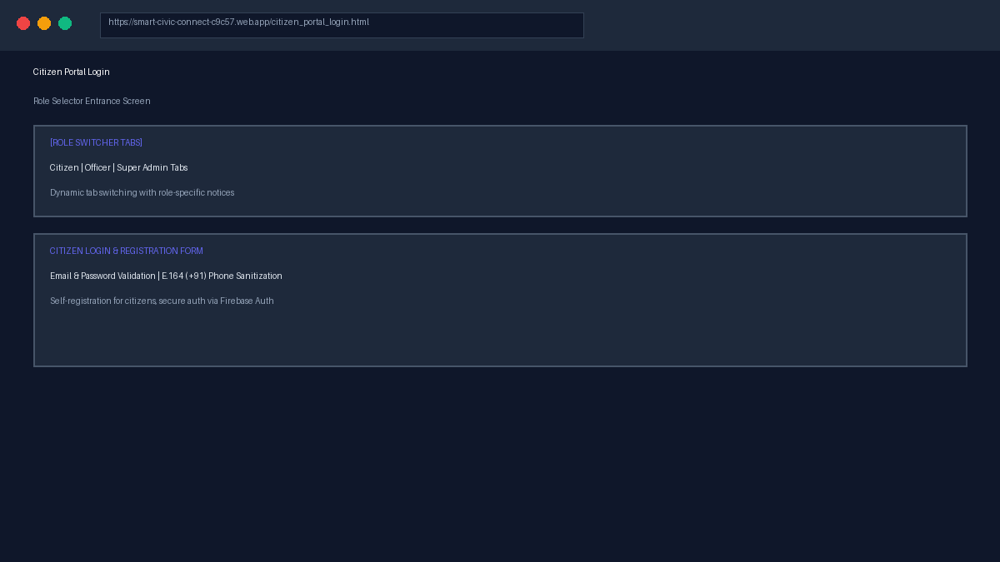 https://smart-civic-connect-c9c57.web.app/citizen_portal_login.html
Citizen Portal Login
Role Selector Entrance Screen
[ROLE SWITCHER TABS]
Citizen | Officer | Super Admin Tabs
Dynamic tab switching with role-specific notices
CITIZEN LOGIN & REGISTRATION FORM
Email & Password Validation | E.164 (+91) Phone Sanitization
Self-registration for citizens, secure auth via Firebase Auth